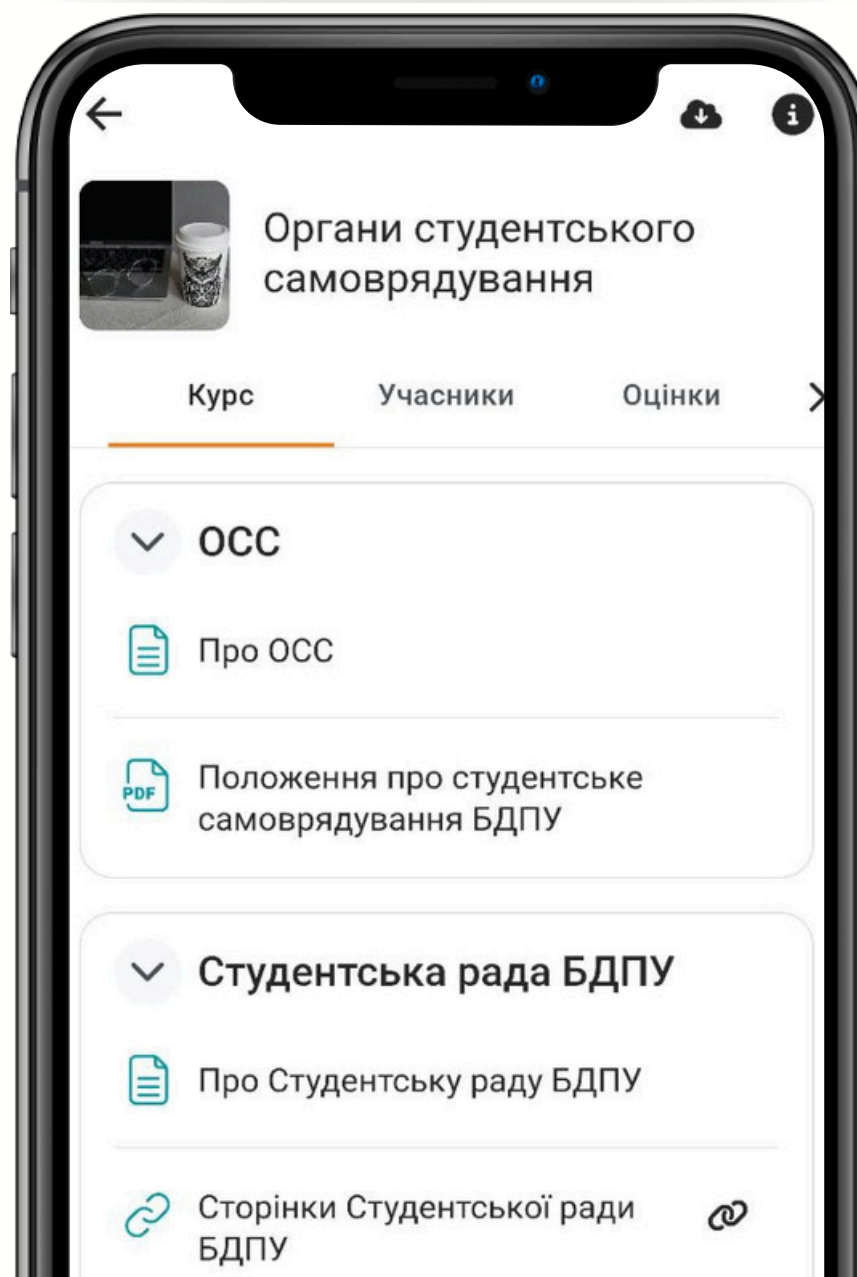 Органи студентського
самоврядування
Курс Учасники Оцінки
ОСС
Про ОСС
PDF
Положення про студентське
самоврядування БДПУ
Студентська рада БДПУ
Про Студентську раду БДПУ
Сторінки Студентської ради
БДПУ